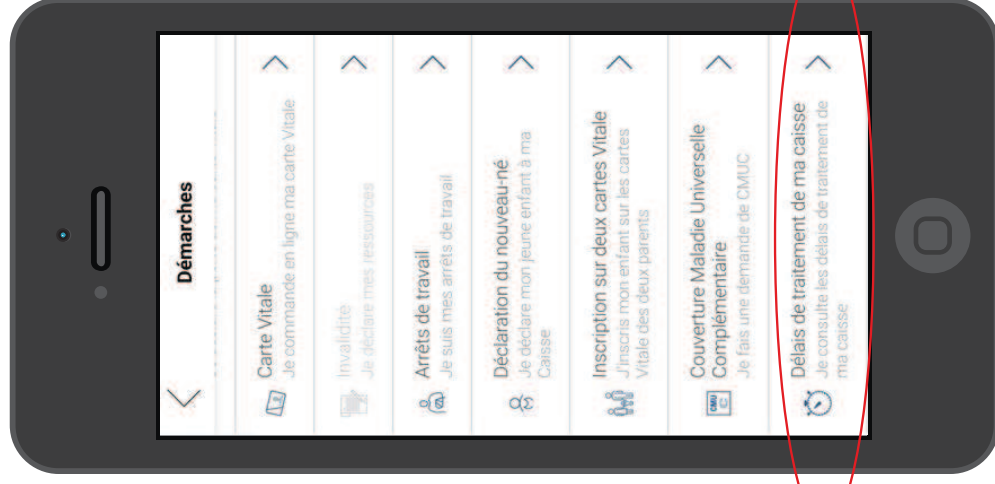 Démarches
Carte Vitale
Je commande en ligne ma carte Vitale
Invalidité
Je déclare mes ressources
Arrêts de travail
Je suis mes arrêts de travail
Déclaration du nouveau-né
Je déclare mon jeune enfant à ma
Caisse
Inscription sur deux cartes Vitale
J'inscris mon enfant sur les cartes
Vitale des deux parents
CMU
C
Couverture Maladie Universelle
Complémentaire
Je fais une demande de CMUC
Délais de traitement de ma caisse
Je consulte les délais de traitement de
ma caisse